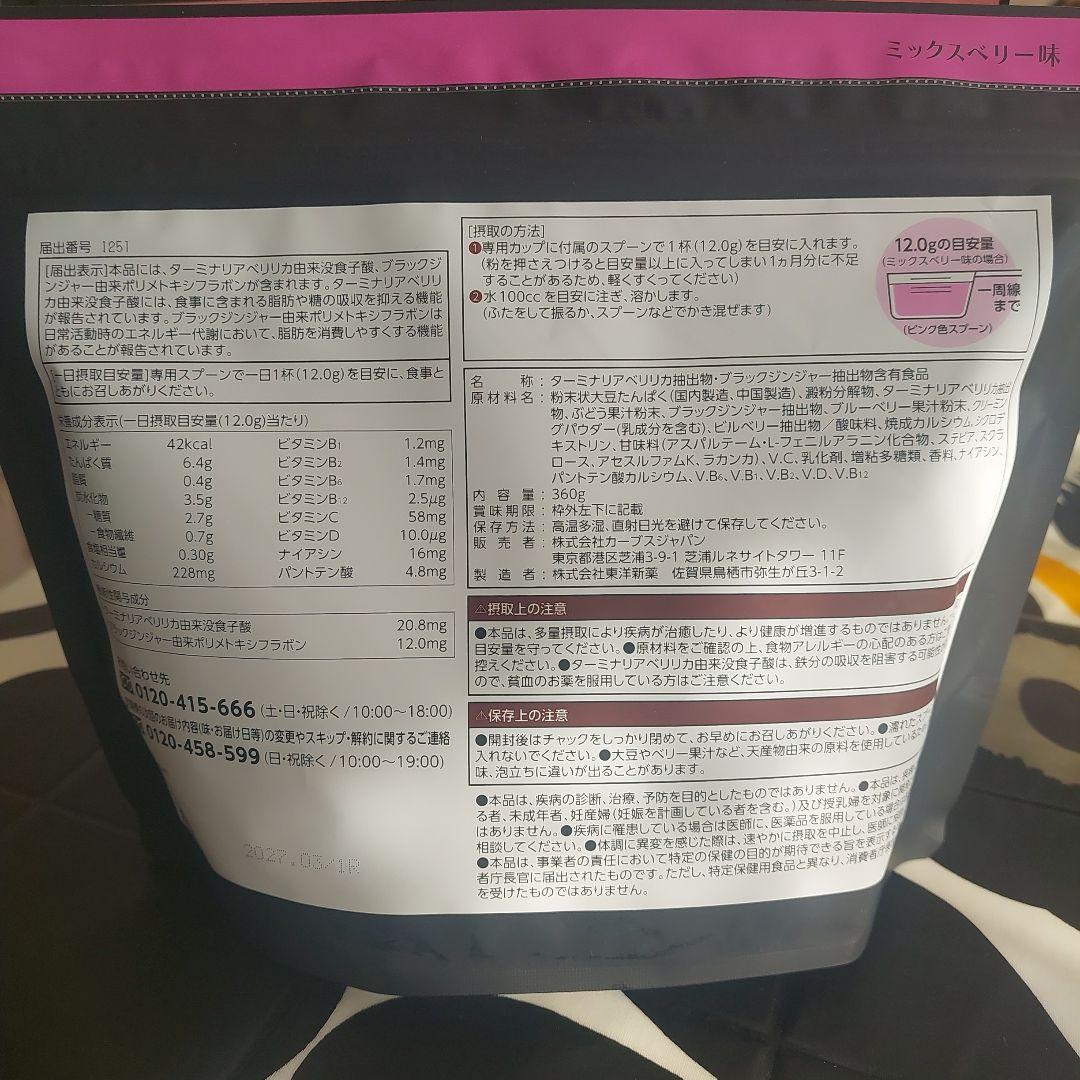 ミックスベリー味
届出番号 1251
[届出表示]本品には、ターミナリアベリリカ由来没食子酸、ブラックジ
ンジャー由来ポリメトキシフラボンが含まれます。ターミナリアベリリ
カ由来没食子酸には、食事に含まれる脂肪や糖の吸収を抑える機能
が報告されています。ブラックジンジャー由来ポリメトキシフラボンは
日常活動時のエネルギー代謝において、脂肪を消費しやすくする機能
があることが報告されています。
[一日摂取目安量]専用スプーンで一日1杯(12.0g)を目安に、食事と
ともにお召しあがりください。
栄養成分表示(一日摂取目安量(12.0g)当たり)
エネルギー 42kcal ビタミンB1 1.2mg
たんぱく質 6.4g ビタミンB2 1.4mg
脂質 0.4g ビタミンB6 1.7mg
炭水化物 3.5g ビタミンB12 2.5μg
-糖質 2.7g ビタミンC 58mg
-食物繊維 0.7g ビタミンD 10.0μg
食塩相当量 0.30g ナイアシン 16mg
カルシウム 228mg パントテン酸 4.8mg
関与成分
ターミナリアベリリカ由来没食子酸 20.8mg
ブラックジンジャー由来ポリメトキシフラボン 12.0mg
お問い合わせ先
0120-415-666 (土・日・祝除く/10:00〜18:00)
お届け内容(味・お届け日等)の変更やスキップ・解約に関するご連絡
0120-458-599 (日・祝除く/10:00〜19:00)
2027.03/1R
[摂取の方法]
❶専用カップに付属のスプーンで1杯(12.0g)を目安に入れます。
(粉を押さえつけると目安量以上に入ってしまい1ヵ月分に不足
することがあるため、軽くすくってください)
❷水100ccを目安に注ぎ、溶かします。
(ふたをして振るか、スプーンなどでかき混ぜます)
12.0gの目安量
(ミックスベリー味の場合)
一周線
まで
(ピンク色スプーン)
名 称:ターミナリアベリリカ抽出物・ブラックジンジャー抽出物含有食品
原材料名:粉末状大豆たんぱく(国内製造、中国製造)、澱粉分解物、ターミナリアベリリカ抽出
物、ぶどう果汁粉末、ブラックジンジャー抽出物、ブルーベリー果汁粉末、クリーミン
グパウダー(乳成分を含む)、ビルベリー抽出物/酸味料、焼成カルシウム、シクロデ
キストリン、甘味料(アスパルテーム・L-フェニルアラニン化合物、ステビア、スクラ
ロース、アセスルファムK、ラカンカ)、V.C、乳化剤、増粘多糖類、香料、ナイアシン、
パントテン酸カルシウム、V.B6、V.B1、V.B2、V.D、V.B12
内容量:360g
賞味期限:枠外左下に記載
保存方法:高温多湿、直射日光を避けて保存してください。
販売者:株式会社カーブスジャパン
東京都港区芝浦3-9-1 芝浦ルネサイトタワー 11F
製造者:株式会社東洋新薬 佐賀県鳥栖市弥生が丘3-1-2
⚠摂取上の注意
●本品は、多量摂取により疾病が治癒したり、より健康が増進するものではありません。
目安量を守ってください。●原材料をご確認の上、食物アレルギーの心配のある方はご
控えください。●ターミナリアベリリカ由来没食子酸は、鉄分の吸収を阻害する可能性が
ので、貧血のお薬を服用している方はご注意ください。
⚠保存上の注意
●開封後はチャックをしっかり閉めて、お早めにお召しあがりください。●濡れたスプ
入れないでください。●大豆やベリー果汁など、天産物由来の原料を使用しているため
味、泡立ちに違いが出ることがあります。
●本品は、疾病の診断、治療、予防を目的としたものではありません。●本品は、疾病
る者、未成年者、妊産婦(妊娠を計画している者を含む。)及び授乳婦を対象に
はありません。●疾病に罹患している場合は医師に、医薬品を服用している場合
相談してください。●体調に異変を感じた際は、速やかに摂取を中止し、医師に
●本品は、事業者の責任において特定の保健の目的が期待できる旨を表示する
者庁長官に届出されたものです。ただし、特定保健用食品と異なり、消費者庁
を受けたものではありません。